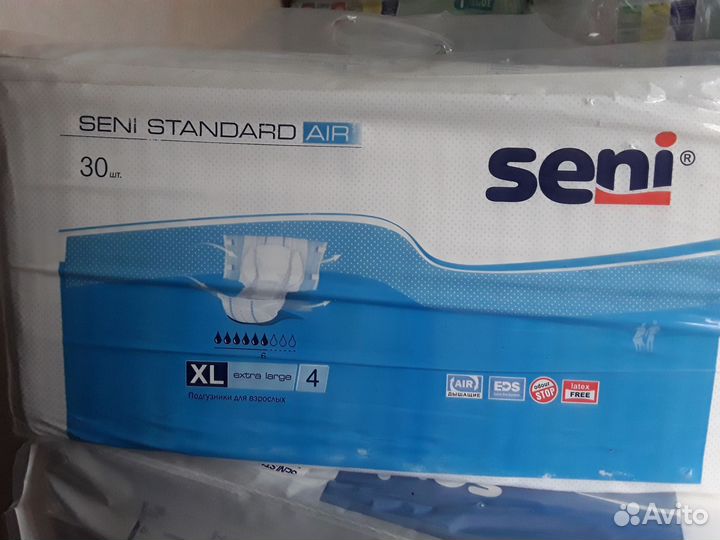 SENI STANDARD AIR
30 шт.
seni®
6
XL extra large 4
Подгузники для взрослых
AIR
ДЫШАЩИЕ
EDS
odour
STOP
latex
FREE
Avito